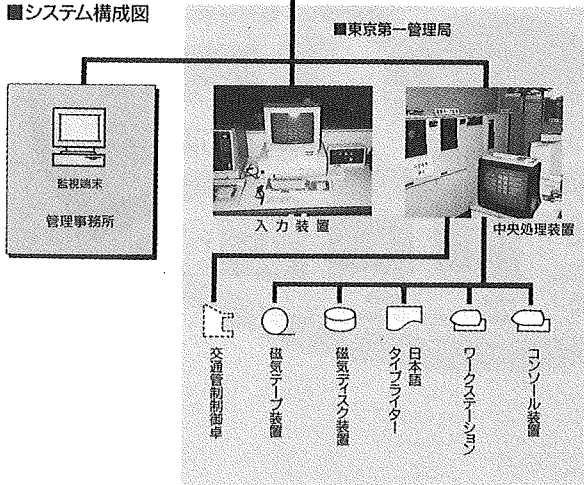 ■システム構成図
■東京第一管理局
監視端末
管理事務所
入力装置
中央処理装置
交通管制制御卓
磁気テープ装置
磁気ディスク装置
日本語
タイプライター
ワークステーション
コンソール装置